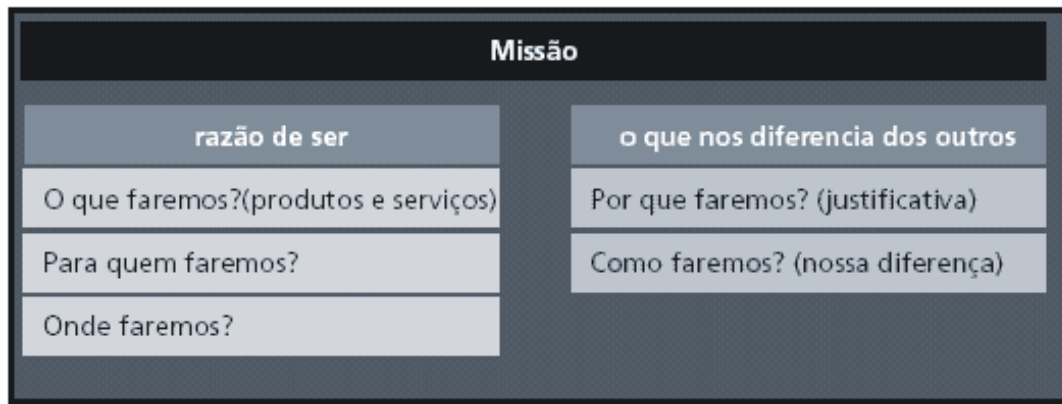 Missão
razão de ser
O que faremos?(produtos e serviços)
Para quem faremos?
Onde faremos?
o que nos diferencia dos outros
Por que faremos? (justificativa)
Como faremos? (nossa diferença)